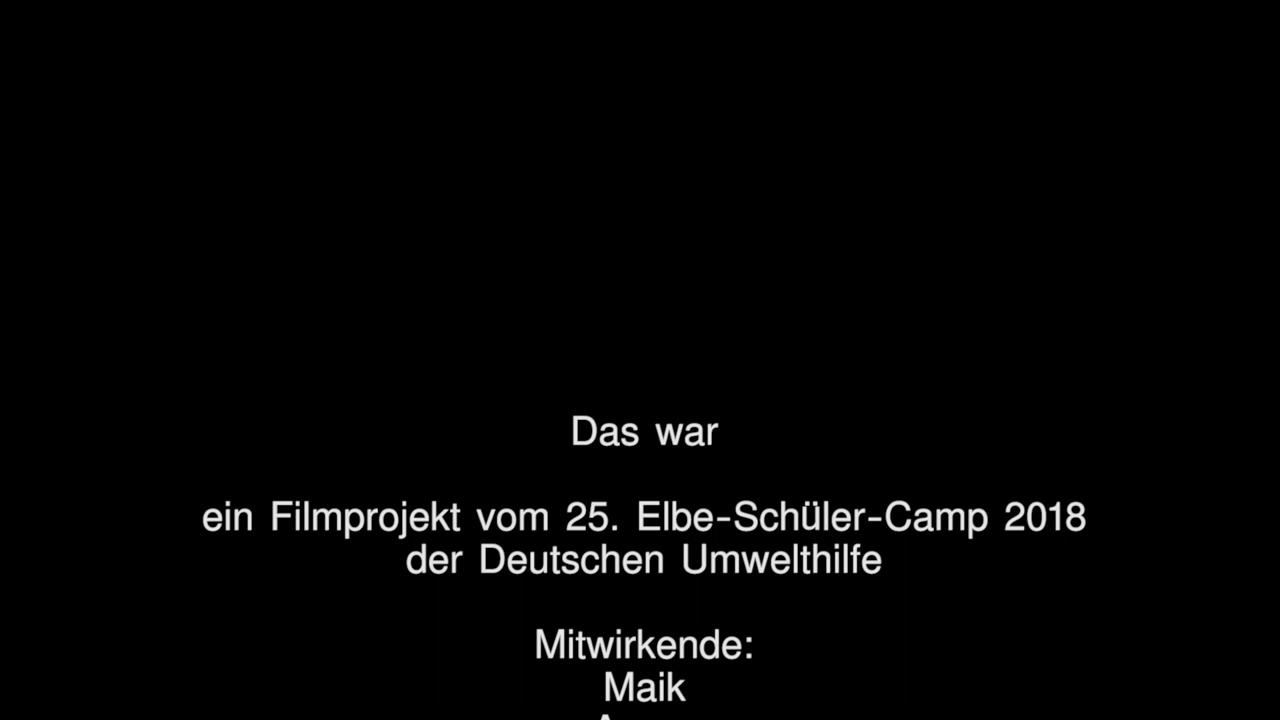 Das war
ein Filmprojekt vom 25. Elbe-Schüler-Camp 2018
der Deutschen Umwelthilfe
Mitwirkende:
Maik